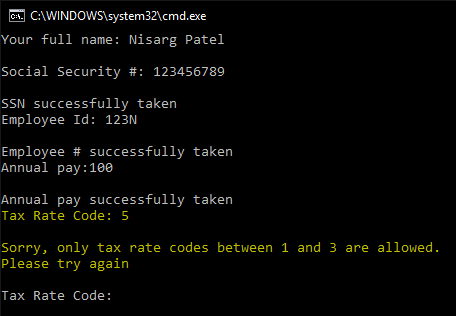 C:\WINDOWS\system32\cmd.exe
Your full name: Nisarg Patel
Social Security #: 123456789
SSN successfully taken
Employee Id: 123N
Employee # successfully taken
Annual pay:100
Annual pay successfully taken
Tax Rate Code: 5
Sorry, only tax rate codes between 1 and 3 are allowed.
Please try again
Tax Rate Code: